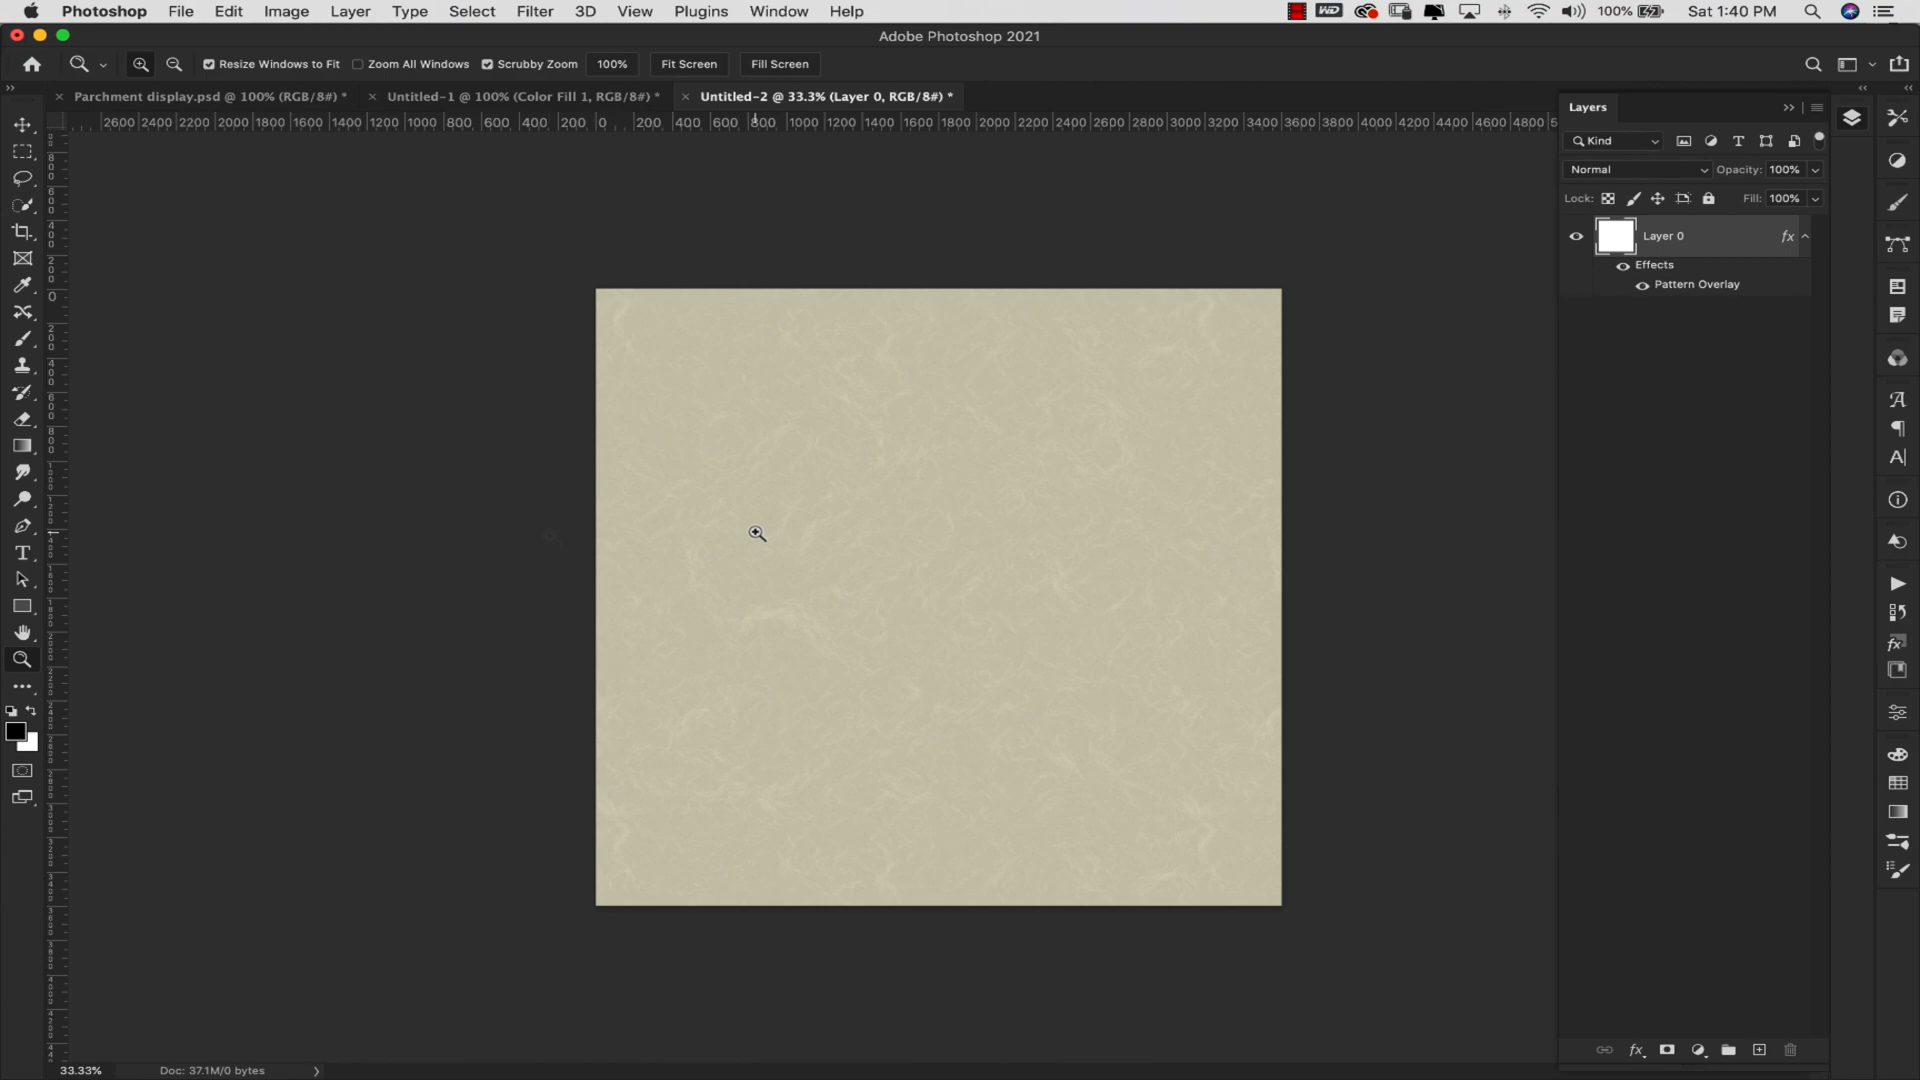 Photoshop File Edit Image Layer Type Select Filter 3D View Plugins Window Help 100% Sat 1:40 PM
Adobe Photoshop 2021
Resize Windows to Fit Zoom All Windows Scrubby Zoom 100% Fit Screen Fill Screen
Parchment display.psd @ 100% (RGB/8#) * Untitled-1 @ 100% (Color Fill 1, RGB/8#) * Untitled-2 @ 33.3% (Layer 0, RGB/8#) *
2600 2400 2200 2000 1800 1600 1400 1200 1000 800 600 400 200 0 200 400 600 800 1000 1200 1400 1600 1800 2000 2200 2400 2600 2800 3000 3200 3400 3600 3800 4000 4200 4400 4600 4800 5
Layers
Kind
Normal Opacity: 100%
Lock: Fill: 100%
Layer 0 fx
Effects
Pattern Overlay
33.33% Doc: 37.1M/0 bytes